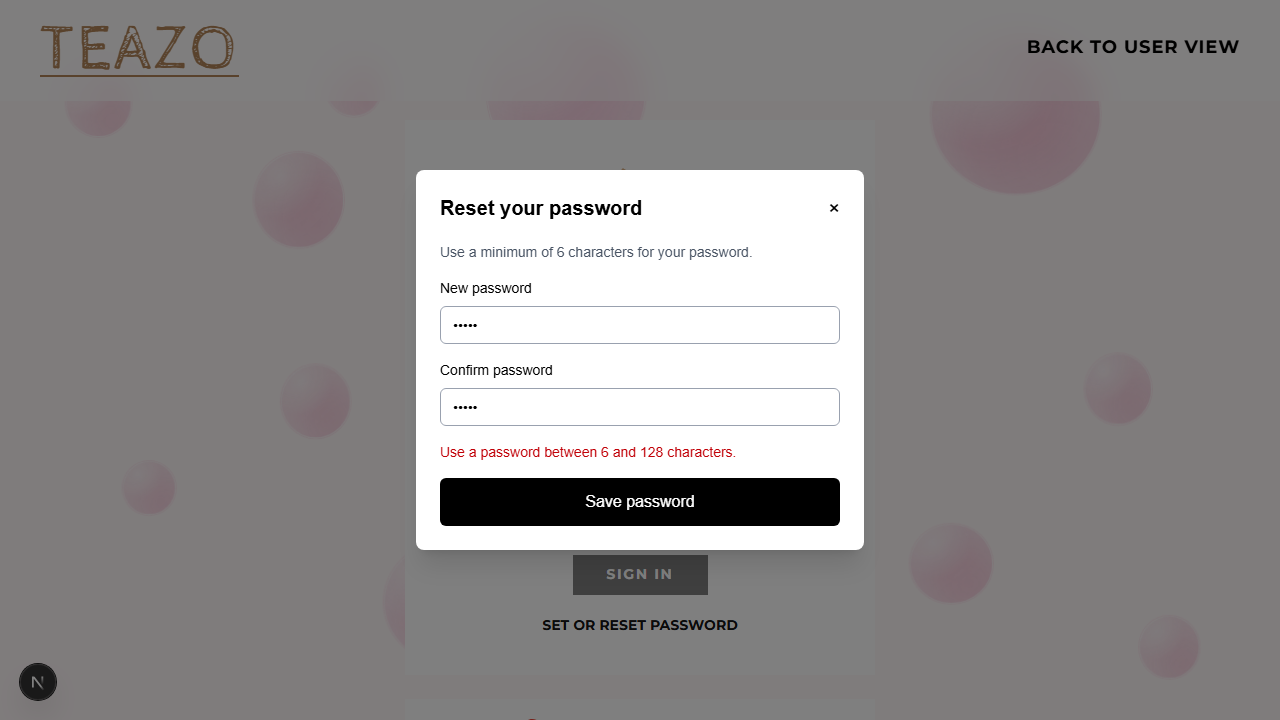 TEAZO
BACK TO USER VIEW
Reset your password
×
Use a minimum of 6 characters for your password.
New password
•••••
Confirm password
•••••
Use a password between 6 and 128 characters.
Save password
SIGN IN
SET OR RESET PASSWORD
N